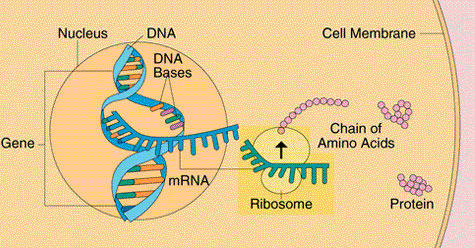 Nucleus
DNA
DNA
Bases
Cell Membrane
Gene
mRNA
Chain of
Amino Acids
Ribosome
Protein